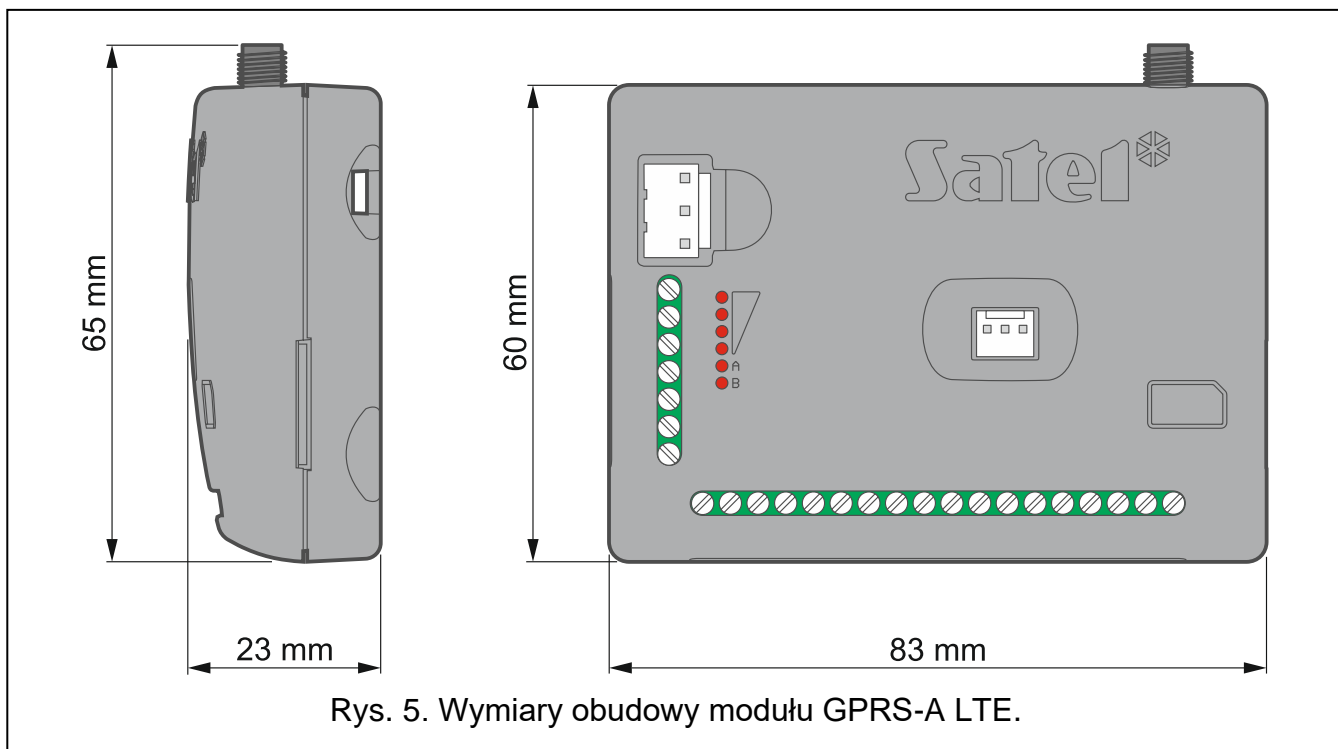 65 mm
23 mm
60 mm
Satel
A
B
83 mm
Rys. 5. Wymiary obudowy modułu GPRS-A LTE.